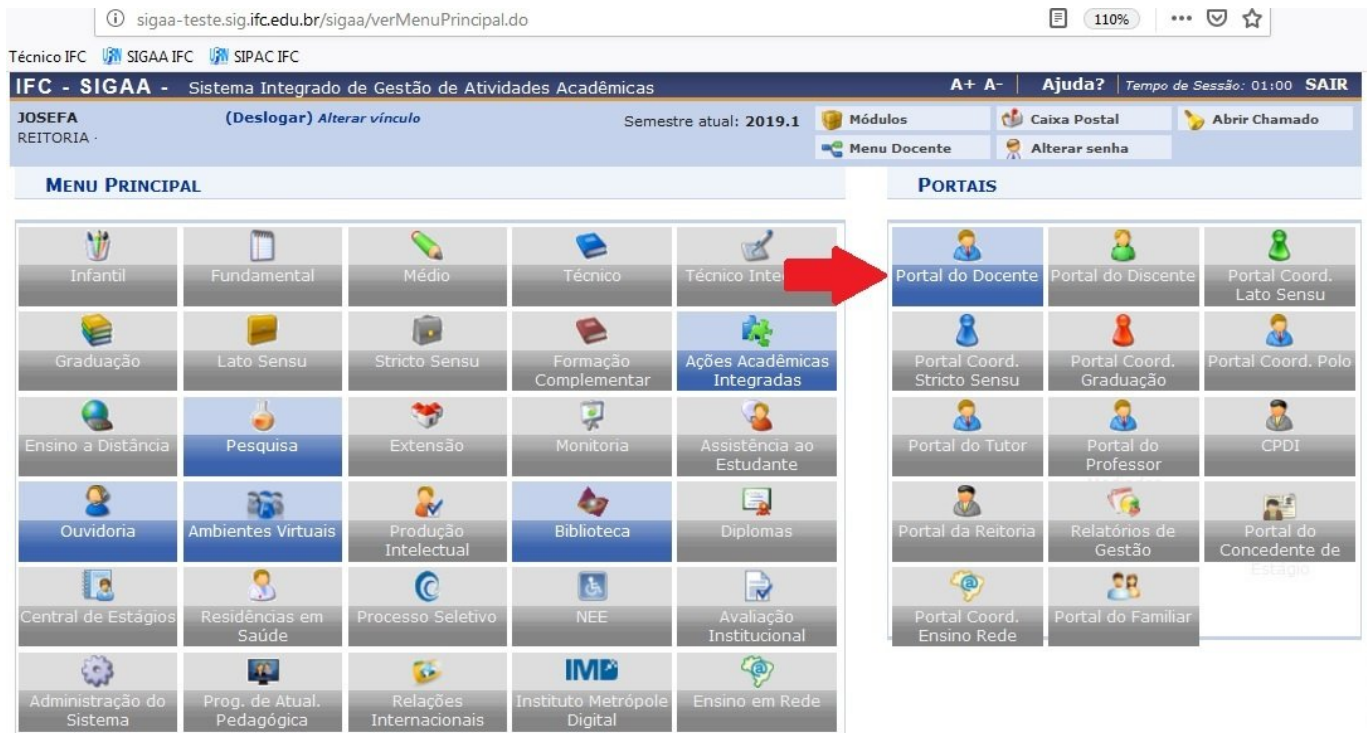 sigaa-teste.sig.ifc.edu.br/sigaa/verMenuPrincipal.do
110%
Técnico IFC
SIGAA IFC
SIPAC IFC
IFC - SIGAA - Sistema Integrado de Gestão de Atividades Acadêmicas
A+ A- | Ajuda? | Tempo de Sessão: 01:00 SAIR
JOSEFA
REITORIA -
(Deslogar) Alterar vínculo
Semestre atual: 2019.1
Módulos
Caixa Postal
Abrir Chamado
Menu Docente
Alterar senha
MENU PRINCIPAL
Infantil
Fundamental
Médio
Técnico
Técnico Inte
Graduação
Lato Sensu
Stricto Sensu
Formação
Complementar
Ações Acadêmicas
Integradas
Ensino a Distância
Pesquisa
Extensão
Monitoria
Assistência ao
Estudante
Ouvidoria
Ambientes Virtuais
Produção
Intelectual
Biblioteca
Diplomas
Central de Estágios
Residências em
Saúde
Processo Seletivo
NEE
Avaliação
Institucional
Administração do
Sistema
Prog. de Atual.
Pedagógica
Relações
Internacionais
IMD
Instituto Metrópole
Digital
Ensino em Rede
PORTAIS
Portal do Docente
Portal do Discente
Portal Coord.
Lato Sensu
Portal Coord.
Stricto Sensu
Portal Coord.
Graduação
Portal Coord. Polo
Portal do Tutor
Portal do
Professor
CPDI
Portal da Reitoria
Relatórios de
Gestão
Portal do
Concedente de
Estágio
Portal Coord.
Ensino Rede
Portal do Familiar